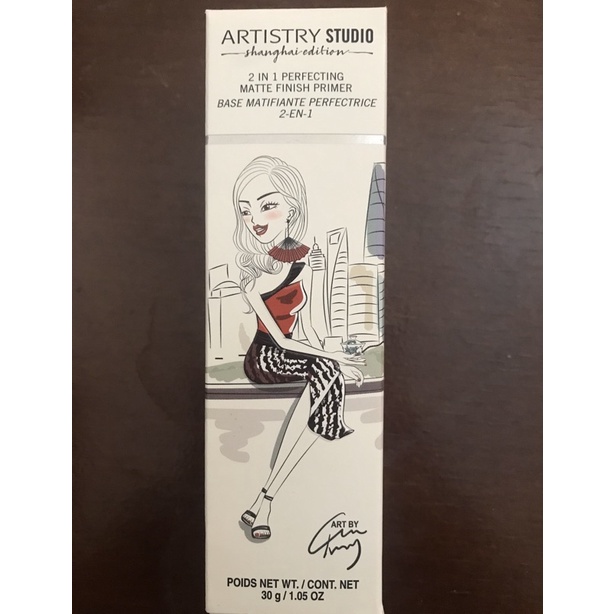 ARTISTRY STUDIO
shanghai edition
2 IN 1 PERFECTING
MATTE FINISH PRIMER
BASE MATIFIANTE PERFECTRICE
2-EN-1
ART BY
POIDS NET WT. / CONT. NET
30 g / 1.05 OZ